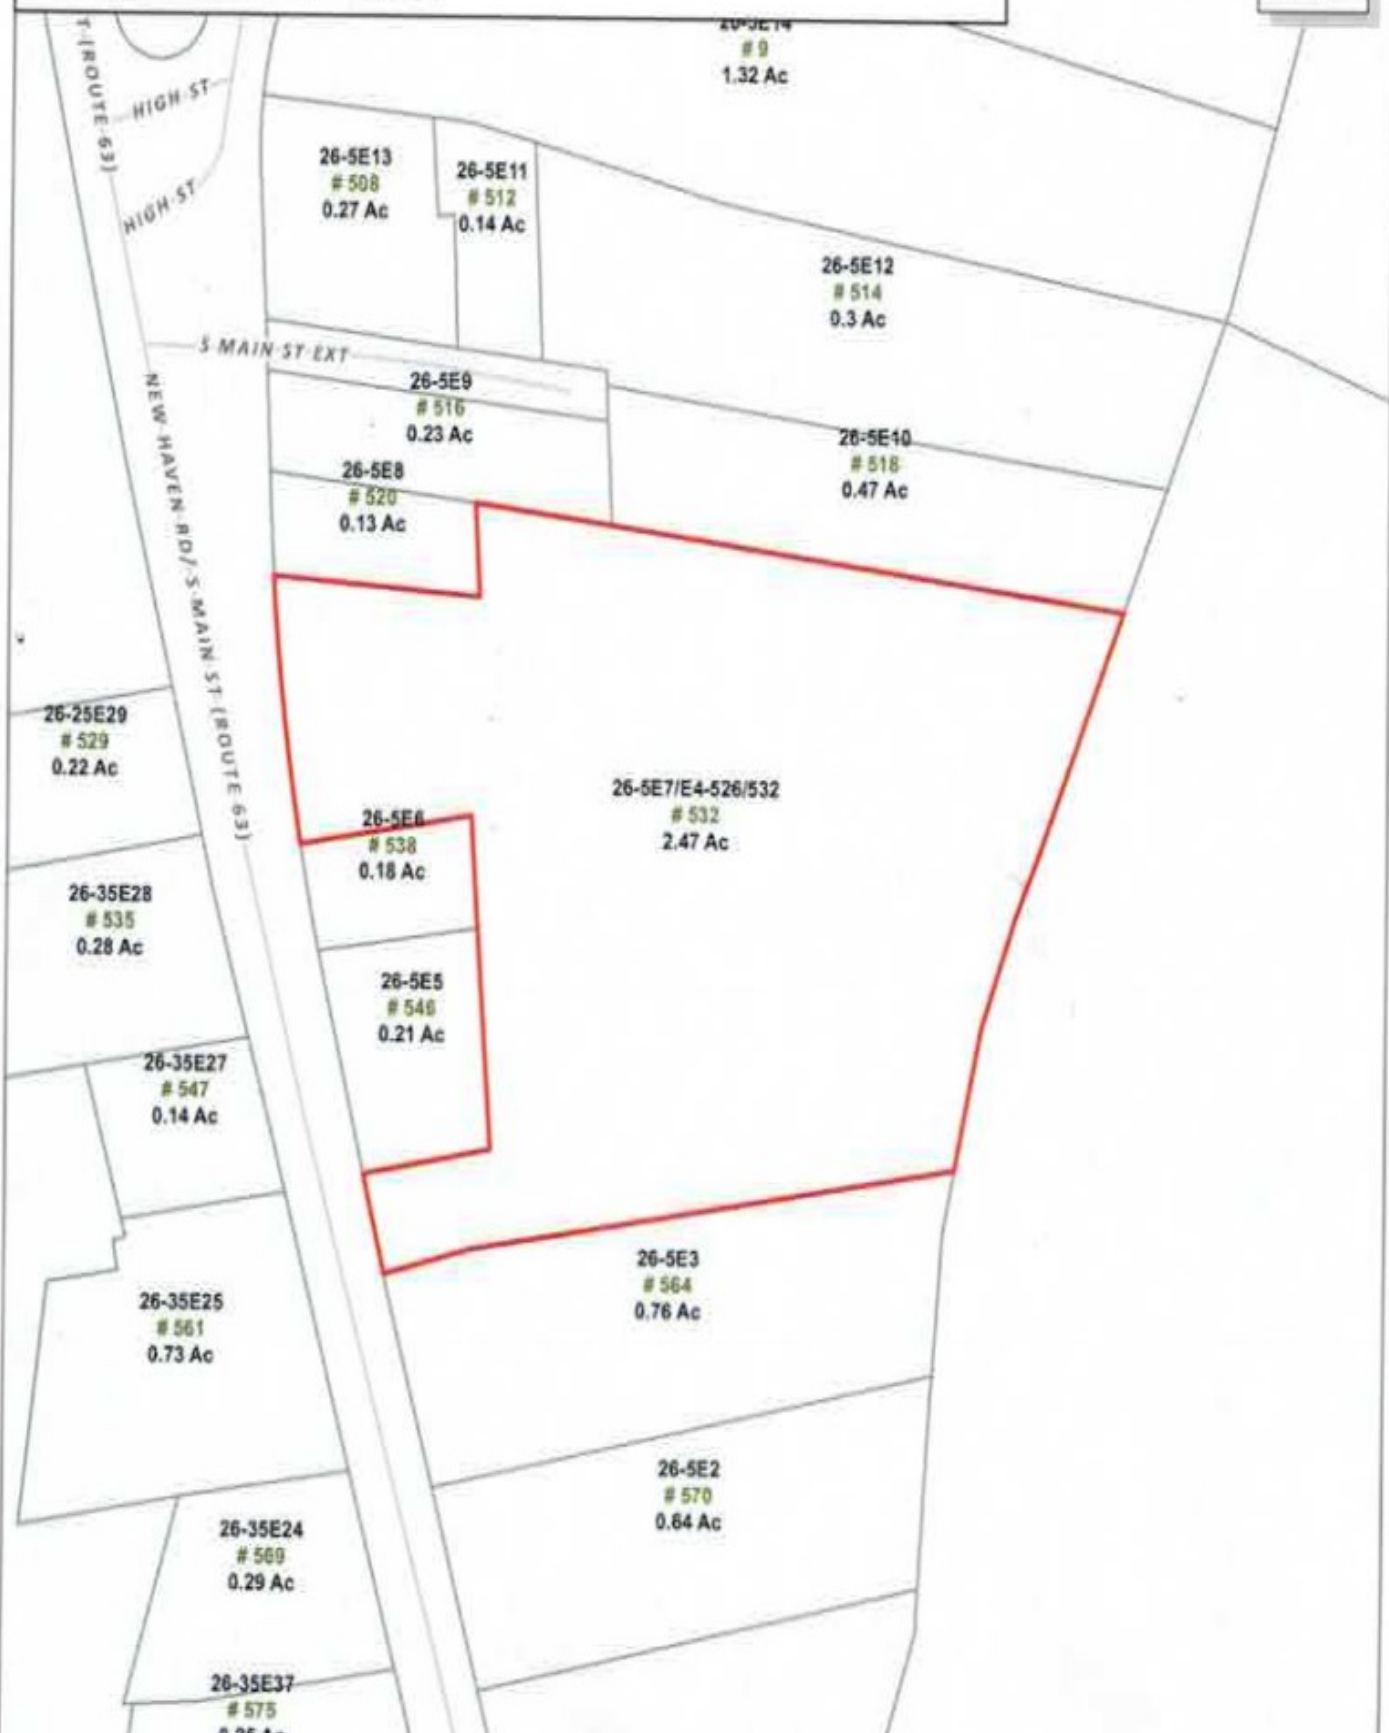 # 9
1.32 Ac
T (ROUTE 63)
HIGH ST
HIGH ST
26-5E13
# 508
0.27 Ac
26-5E11
# 512
0.14 Ac
26-5E12
# 514
0.3 Ac
S MAIN ST EXT
26-5E9
# 516
0.23 Ac
26-5E10
# 518
0.47 Ac
26-5E8
# 520
0.13 Ac
NEW HAVEN RD/ S MAIN ST (ROUTE 63)
26-25E29
# 529
0.22 Ac
26-5E7/E4-526/532
# 532
2.47 Ac
26-5E6
# 538
0.18 Ac
26-35E28
# 535
0.28 Ac
26-5E5
# 546
0.21 Ac
26-35E27
# 547
0.14 Ac
26-5E3
# 564
0.76 Ac
26-35E25
# 561
0.73 Ac
26-5E2
# 570
0.64 Ac
26-35E24
# 569
0.29 Ac
26-35E37
# 575